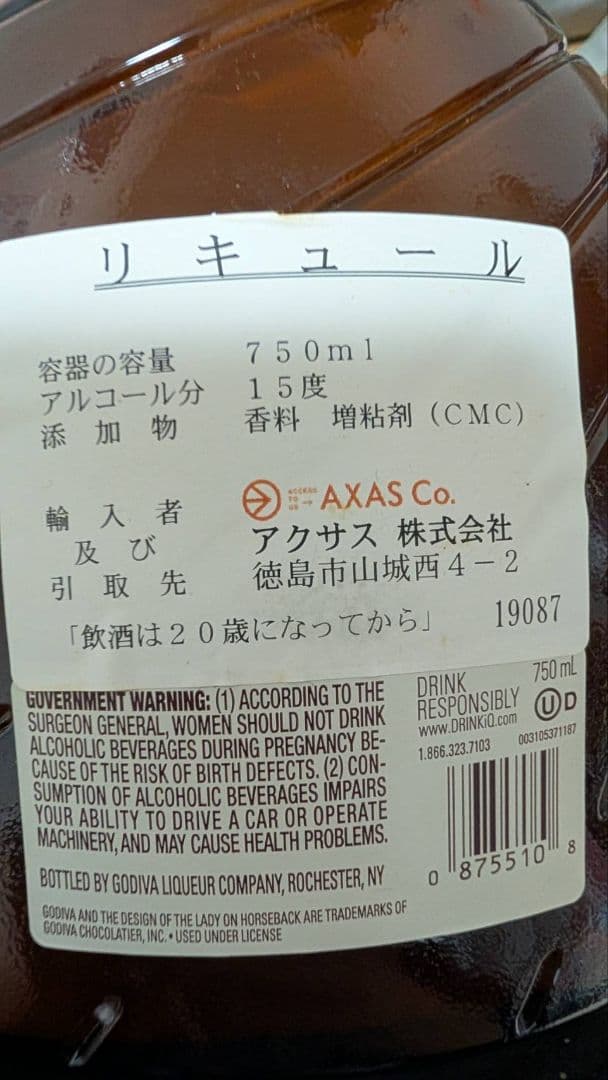 リキュール
容器の容量 750ml
アルコール分 15度
添加物 香料 増粘剤（CMC）
輸入者 ACCESS TO US AXAS Co.
及び アクサス 株式会社
引取先 徳島市山城西4－2
「飲酒は20歳になってから」 19087
GOVERNMENT WARNING: (1) ACCORDING TO THE
SURGEON GENERAL, WOMEN SHOULD NOT DRINK
ALCOHOLIC BEVERAGES DURING PREGNANCY BE-
CAUSE OF THE RISK OF BIRTH DEFECTS. (2) CON-
SUMPTION OF ALCOHOLIC BEVERAGES IMPAIRS
YOUR ABILITY TO DRIVE A CAR OR OPERATE
MACHINERY, AND MAY CAUSE HEALTH PROBLEMS.
BOTTLED BY GODIVA LIQUEUR COMPANY, ROCHESTER, NY
GODIVA AND THE DESIGN OF THE LADY ON HORSEBACK ARE TRADEMARKS OF
GODIVA CHOCOLATIER, INC. • USED UNDER LICENSE
DRINK 750 mL
RESPONSIBLY U D
www.DRINKiQ.com
1.866.323.7103 003105371187
0 875510 8